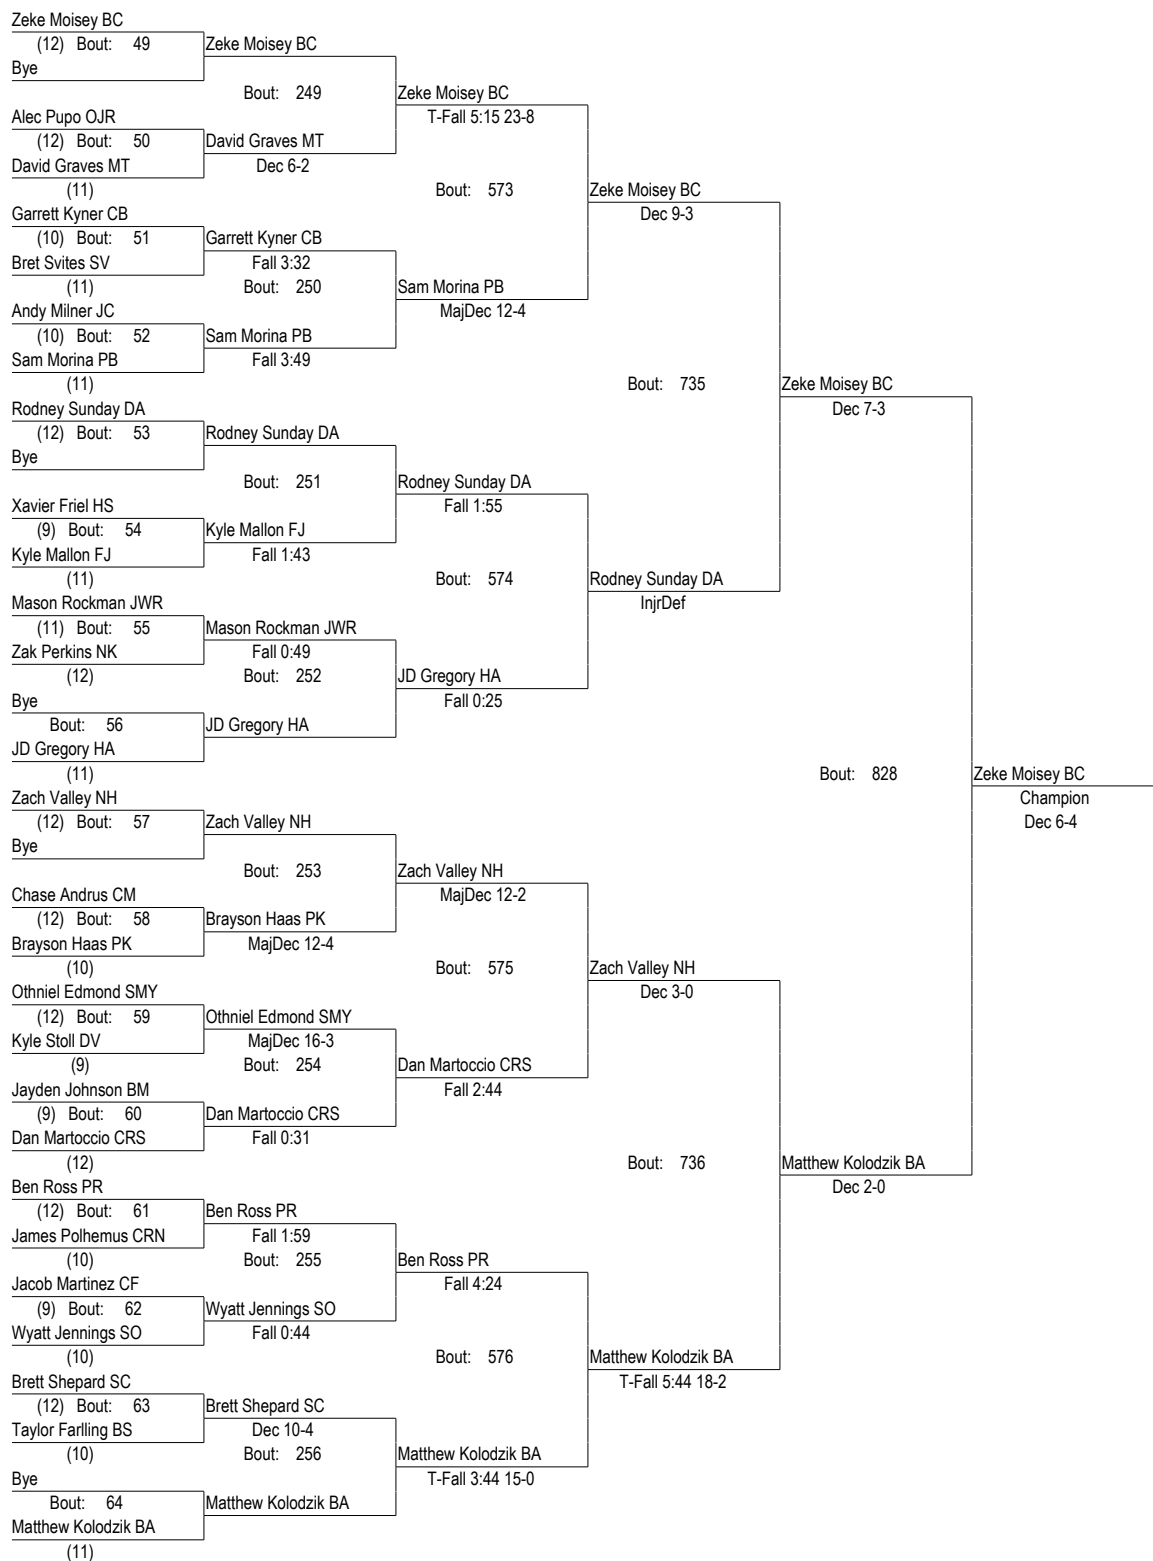 Zeke Moisey BC
(12) Bout: 49 Zeke Moisey BC
Bye
Bout: 249 Zeke Moisey BC
Alec Pupo OJR T-Fall 5:15 23-8
(12) Bout: 50 David Graves MT
David Graves MT Dec 6-2
(11) Bout: 573 Zeke Moisey BC
Garrett Kyner CB Dec 9-3
(10) Bout: 51 Garrett Kyner CB
Bret Svites SV Fall 3:32
(11) Bout: 250 Sam Morina PB
Andy Milner JC MajDec 12-4
(10) Bout: 52 Sam Morina PB
Sam Morina PB Fall 3:49
(11) Bout: 735 Zeke Moisey BC
Rodney Sunday DA Dec 7-3
(12) Bout: 53 Rodney Sunday DA
Bye
Bout: 251 Rodney Sunday DA
Xavier Friel HS Fall 1:55
(9) Bout: 54 Kyle Mallon FJ
Kyle Mallon FJ Fall 1:43
(11) Bout: 574 Rodney Sunday DA
Mason Rockman JWR InjrDef
(11) Bout: 55 Mason Rockman JWR
Zak Perkins NK Fall 0:49
(12) Bout: 252 JD Gregory HA
Bye Fall 0:25
Bout: 56 JD Gregory HA
JD Gregory HA
(11) Bout: 828 Zeke Moisey BC
Zach Valley NH Champion
(12) Bout: 57 Zach Valley NH Dec 6-4
Bye
Bout: 253 Zach Valley NH
Chase Andrus CM MajDec 12-2
(12) Bout: 58 Brayson Haas PK
Brayson Haas PK MajDec 12-4
(10) Bout: 575 Zach Valley NH
Othniel Edmond SMY Dec 3-0
(12) Bout: 59 Othniel Edmond SMY
Kyle Stoll DV MajDec 16-3
(9) Bout: 254 Dan Martoccio CRS
Jayden Johnson BM Fall 2:44
(9) Bout: 60 Dan Martoccio CRS
Dan Martoccio CRS Fall 0:31
(12) Bout: 736 Matthew Kolodzik BA
Ben Ross PR Dec 2-0
(12) Bout: 61 Ben Ross PR
James Polhemus CRN Fall 1:59
(10) Bout: 255 Ben Ross PR
Jacob Martinez CF Fall 4:24
(9) Bout: 62 Wyatt Jennings SO
Wyatt Jennings SO Fall 0:44
(10) Bout: 576 Matthew Kolodzik BA
Brett Shepard SC T-Fall 5:44 18-2
(12) Bout: 63 Brett Shepard SC
Taylor Farlling BS Dec 10-4
(10) Bout: 256 Matthew Kolodzik BA
Bye T-Fall 3:44 15-0
Bout: 64 Matthew Kolodzik BA
Matthew Kolodzik BA
(11)